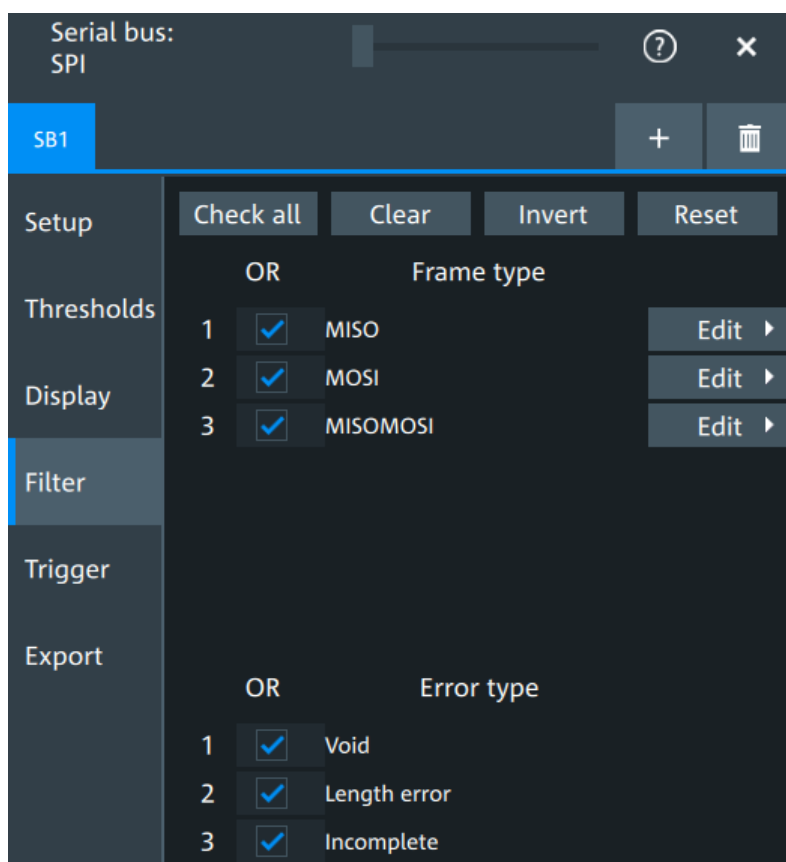 Serial bus:
SPI
?
SB1
+
Setup
Thresholds
Display
Filter
Trigger
Export
Check all Clear Invert Reset
OR Frame type
1 MISO Edit
2 MOSI Edit
3 MISOMOSI Edit
OR Error type
1 Void
2 Length error
3 Incomplete